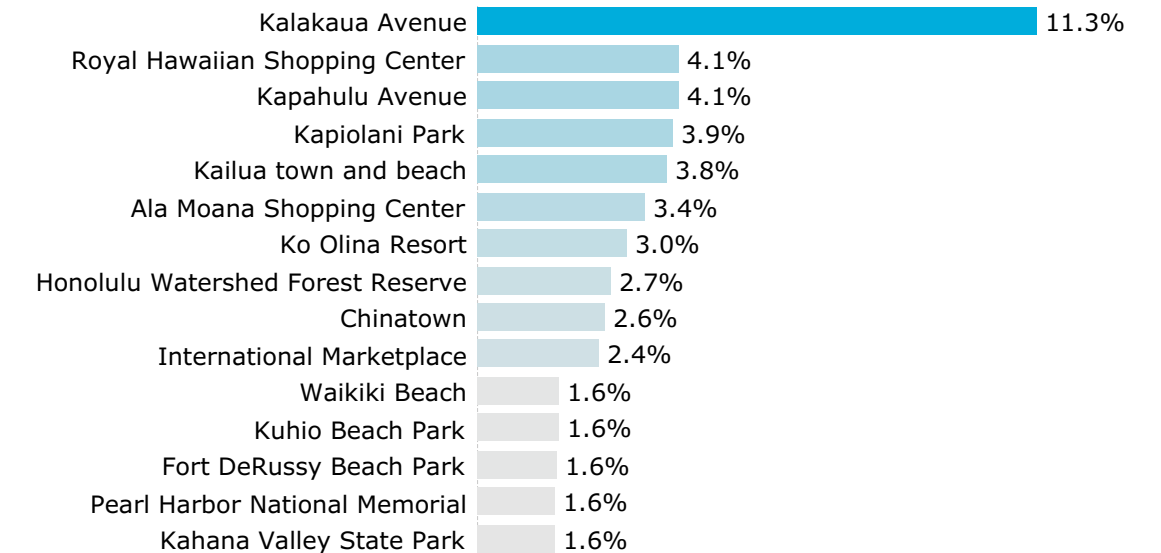 Kalakaua Avenue 11.3%
Royal Hawaiian Shopping Center 4.1%
Kapahulu Avenue 4.1%
Kapiolani Park 3.9%
Kailua town and beach 3.8%
Ala Moana Shopping Center 3.4%
Ko Olina Resort 3.0%
Honolulu Watershed Forest Reserve 2.7%
Chinatown 2.6%
International Marketplace 2.4%
Waikiki Beach 1.6%
Kuhio Beach Park 1.6%
Fort DeRussy Beach Park 1.6%
Pearl Harbor National Memorial 1.6%
Kahana Valley State Park 1.6%